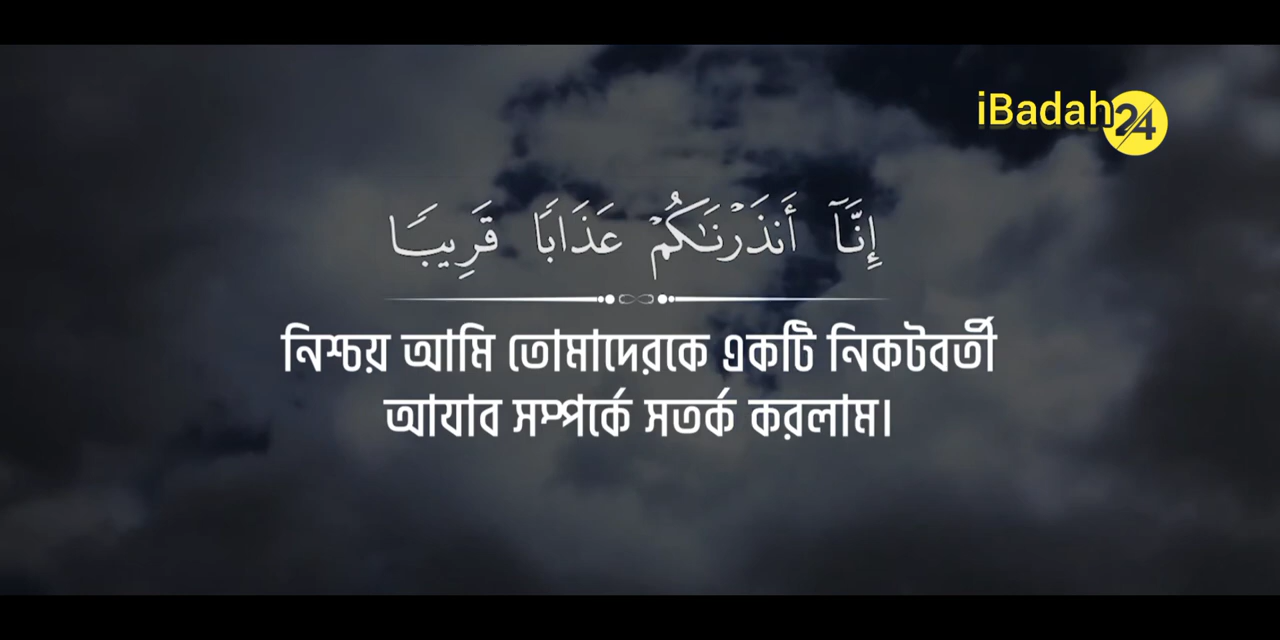 iBadah24
إِنَّآ أَنذَرْنَـٰكُمْ عَذَابًا قَرِيبًا
নিশ্চয় আমি তোমাদেরকে একটি নিকটবর্তী
আযাব সম্পর্কে সতর্ক করলাম।